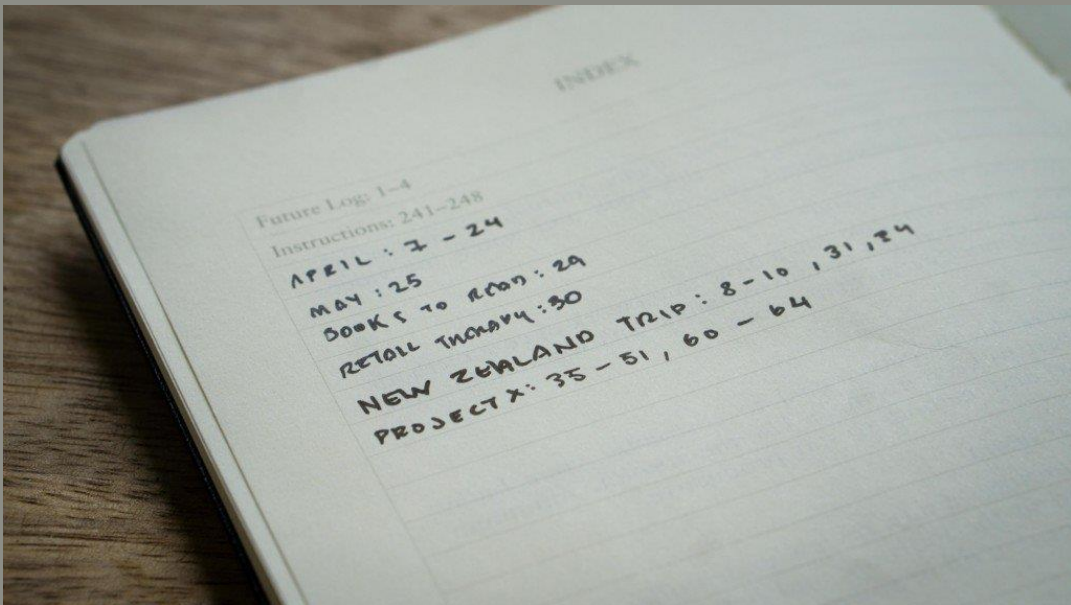 INDEX
Future Log: 1–4
Instructions: 241–248
APRIL : 7 – 24
MAY : 25
BOOKS TO READ : 29
RETAIL THERAPY : 30
NEW ZEALAND TRIP : 8 – 10 , 31 , 34
PROJECT X : 35 – 51 , 60 – 64